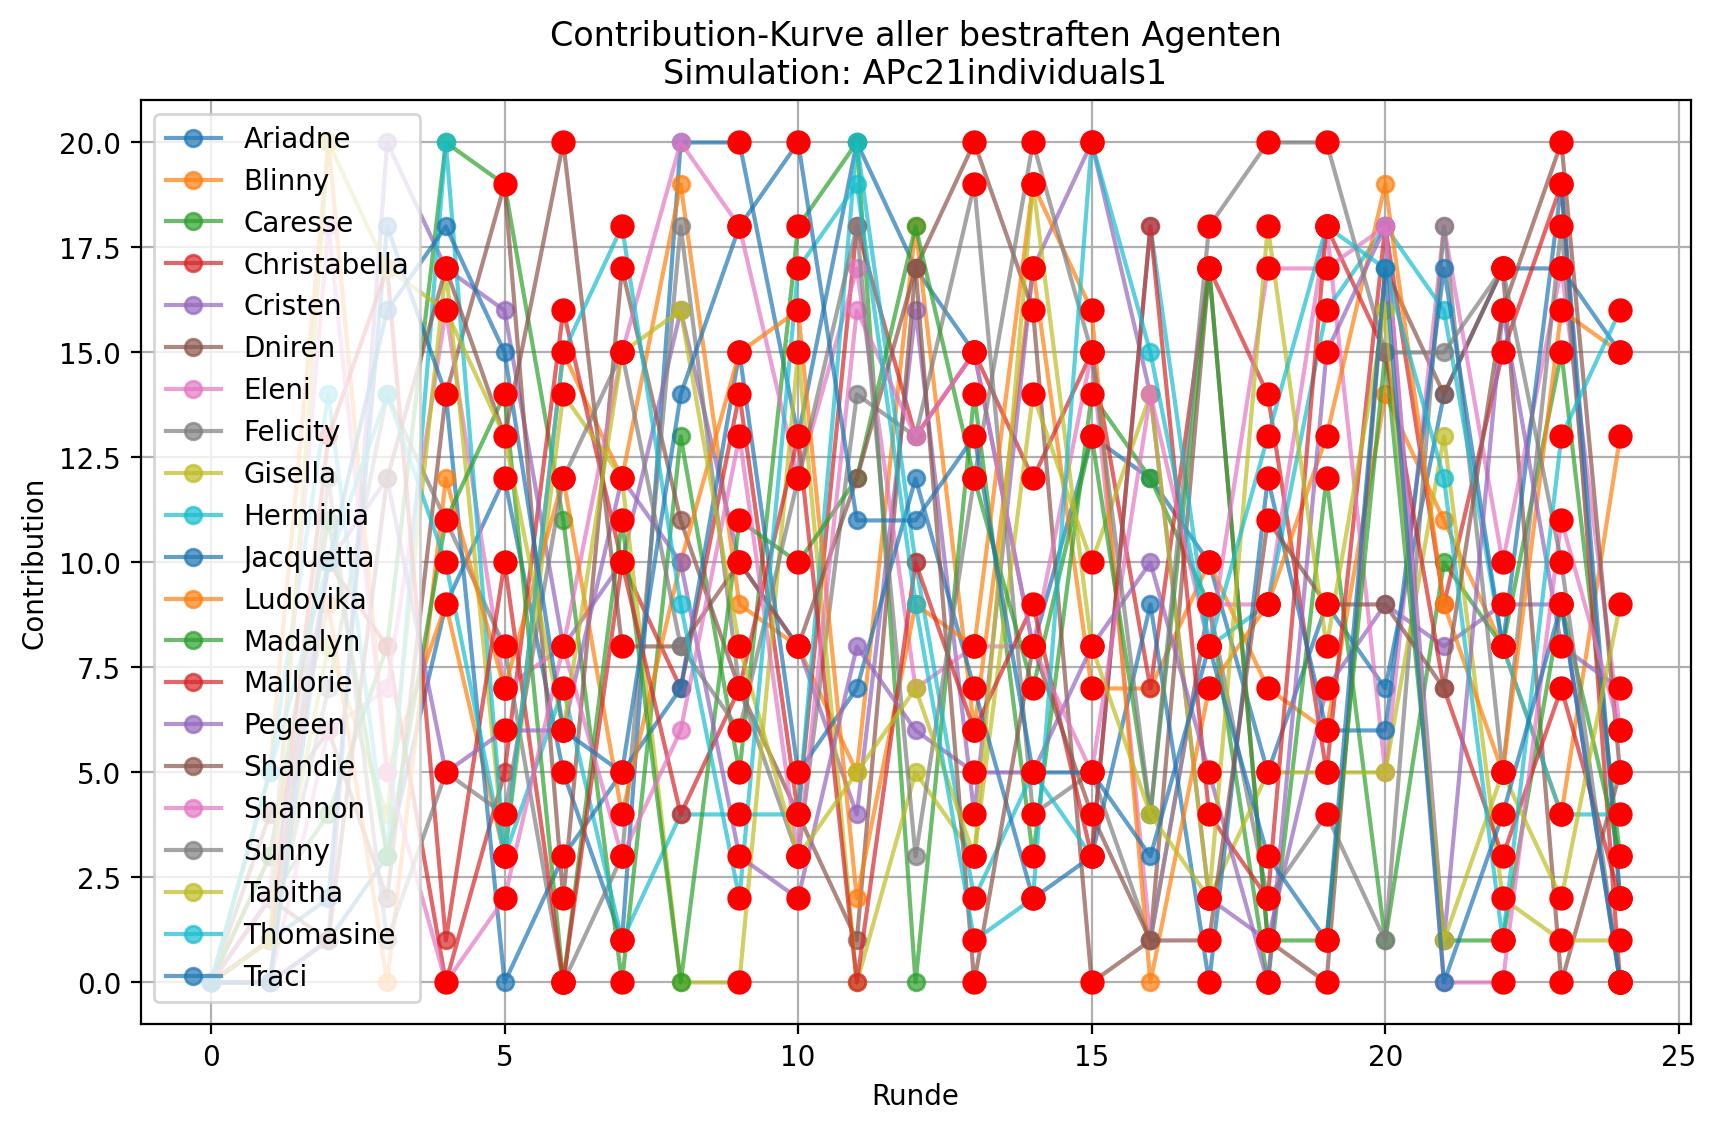 Contribution-Kurve aller bestraften Agenten
Simulation: APc21individuals1
Contribution
20.0
17.5
15.0
12.5
10.0
7.5
5.0
2.5
0.0
Ariadne
Blinny
Caresse
Christabella
Cristen
Dniren
Eleni
Felicity
Gisella
Herminia
Jacquetta
Ludovika
Madalyn
Mallorie
Pegeen
Shandie
Shannon
Sunny
Tabitha
Thomasine
Traci
0 5 10 15 20 25
Runde